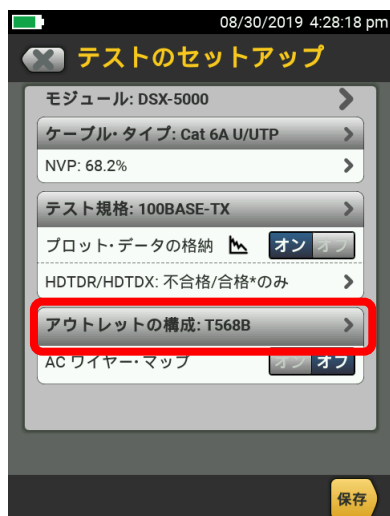 08/30/2019 4:28:18 pm
テストのセットアップ
モジュール: DSX-5000
ケーブル・タイプ: Cat 6A U/UTP
NVP: 68.2%
テスト規格: 100BASE-TX
プロット・データの格納 オン オフ
HDTDR/HDTDX: 不合格/合格*のみ
アウトレットの構成: T568B
AC ワイヤー・マップ オン オフ
保存